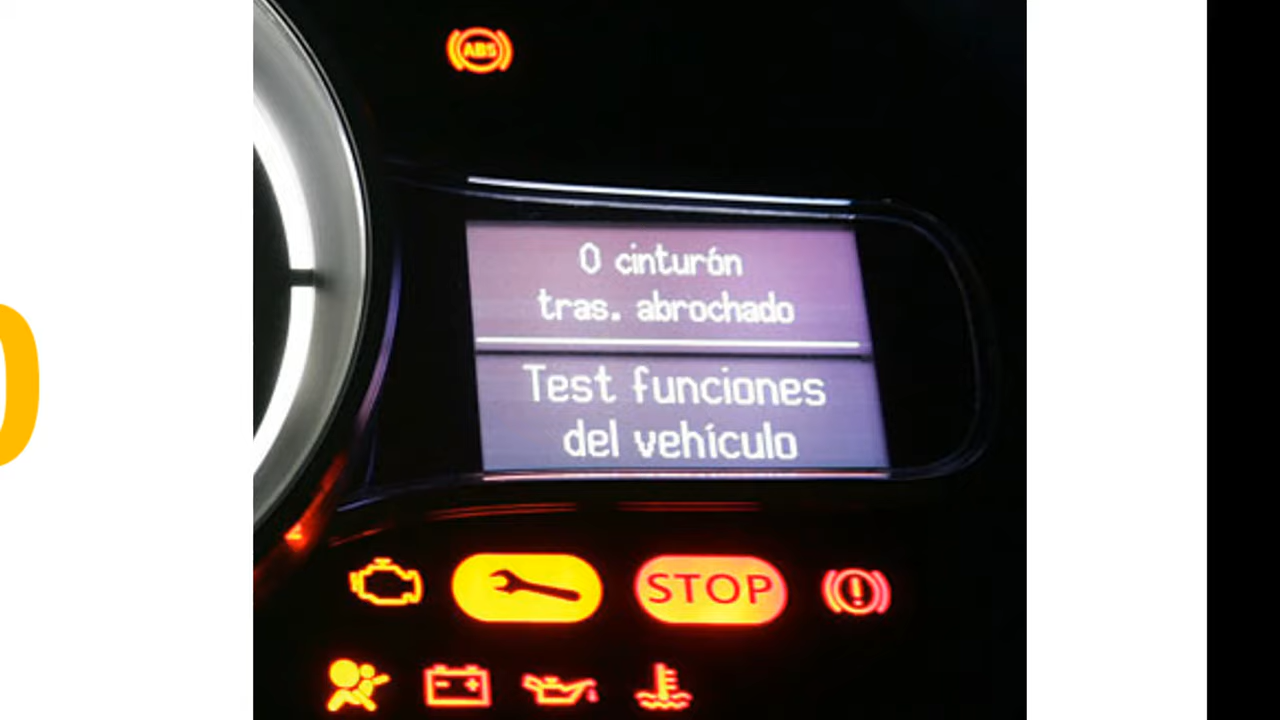 ABS
0 cinturón
tras. abrochado
Test funciones
del vehículo
STOP